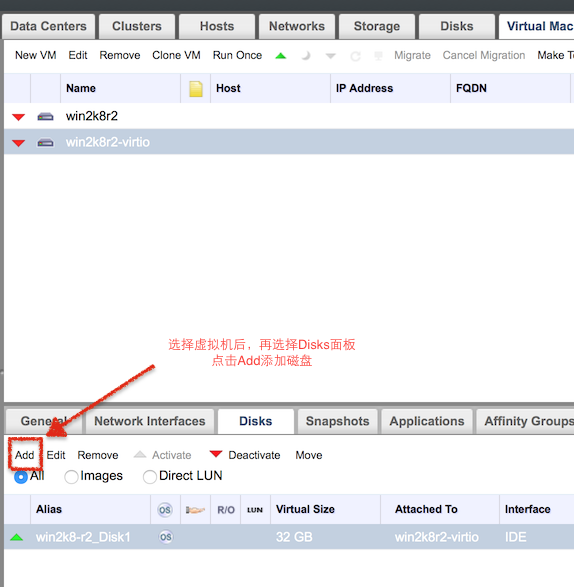 Data Centers Clusters Hosts Networks Storage Disks Virtual Mac
New VM Edit Remove Clone VM Run Once Migrate Cancel Migration Make T
Name Host IP Address FQDN
win2k8r2
win2k8r2-virtio
选择虚拟机后，再选择Disks面板
点击Add添加磁盘
General Network Interfaces Disks Snapshots Applications Affinity Groups
Add Edit Remove Activate Deactivate Move
All Images Direct LUN
Alias OS R/O LUN Virtual Size Attached To Interface
win2k8-r2_Disk1 OS 32 GB win2k8r2-virtio IDE